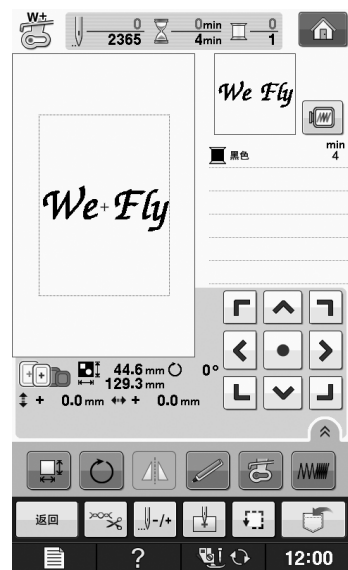 W+
0
2365
0min
4min
0
1
We Fly
黑色
min
4
We Fly
44.6 mm
0°
129.3 mm
+ 0.0 mm + 0.0 mm
返回
-/+
?
12:00